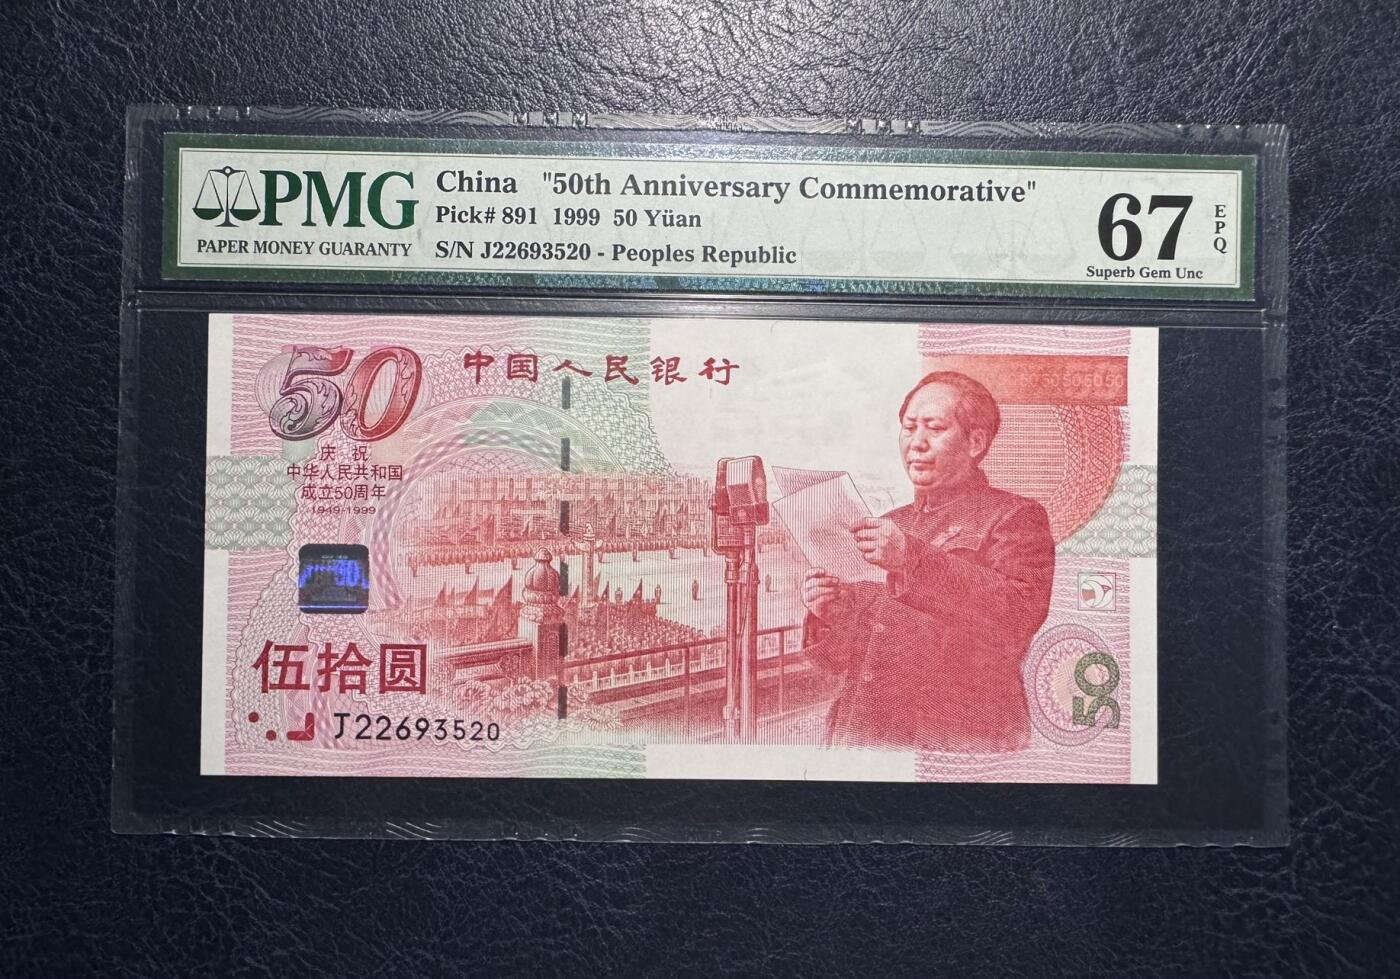 PMG
PAPER MONEY GUARANTY
China "50th Anniversary Commemorative"
Pick# 891 1999 50 Yüan
S/N J22693520 - Peoples Republic
67
EPQ
Superb Gem Unc
50
中国人民银行
庆祝
中华人民共和国
成立50周年
1949-1999
伍拾圆
J22693520
50